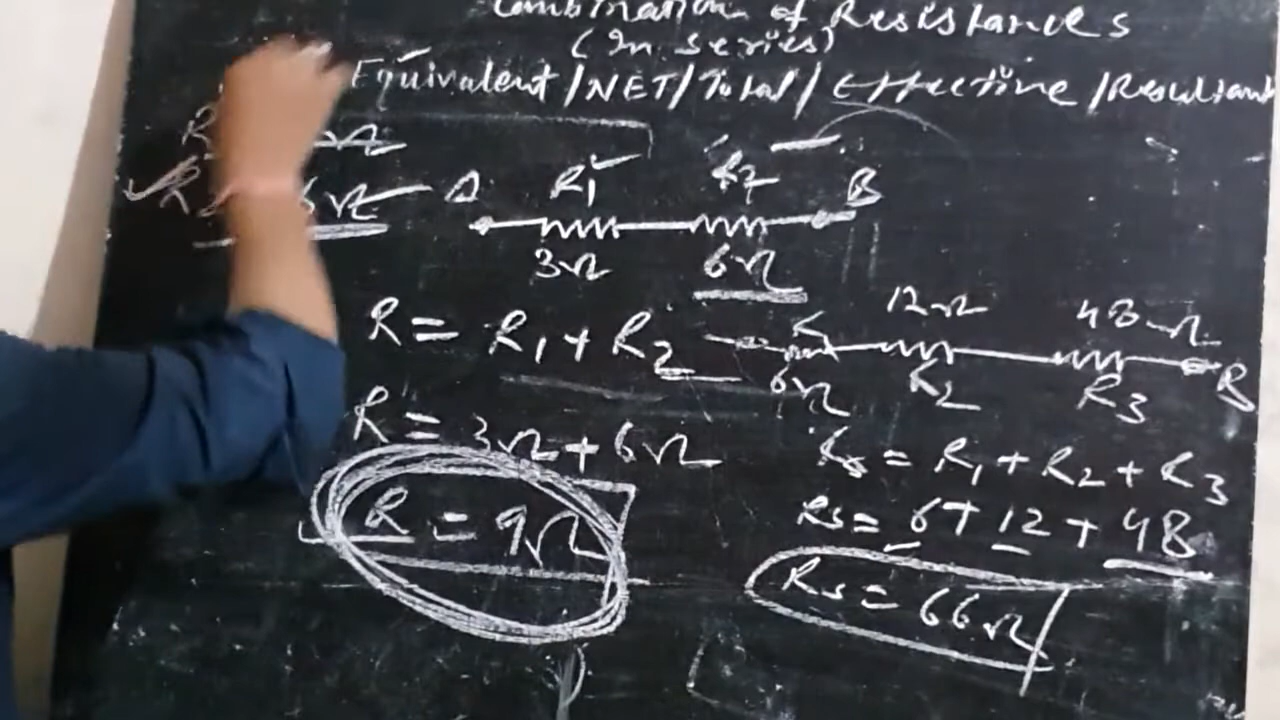 Combination of Resistances
(In series)
Equivalent / NET / Total / Effective / Resultant
R Ω
R 6Ω
A R1 R2 B
3Ω 6Ω
R = R1 + R2
R = 3Ω + 6Ω
R = 9Ω
12Ω 48Ω
6Ω R2 R3 B
Rs = R1 + R2 + R3
Rs = 6 + 12 + 48
Rs = 66Ω